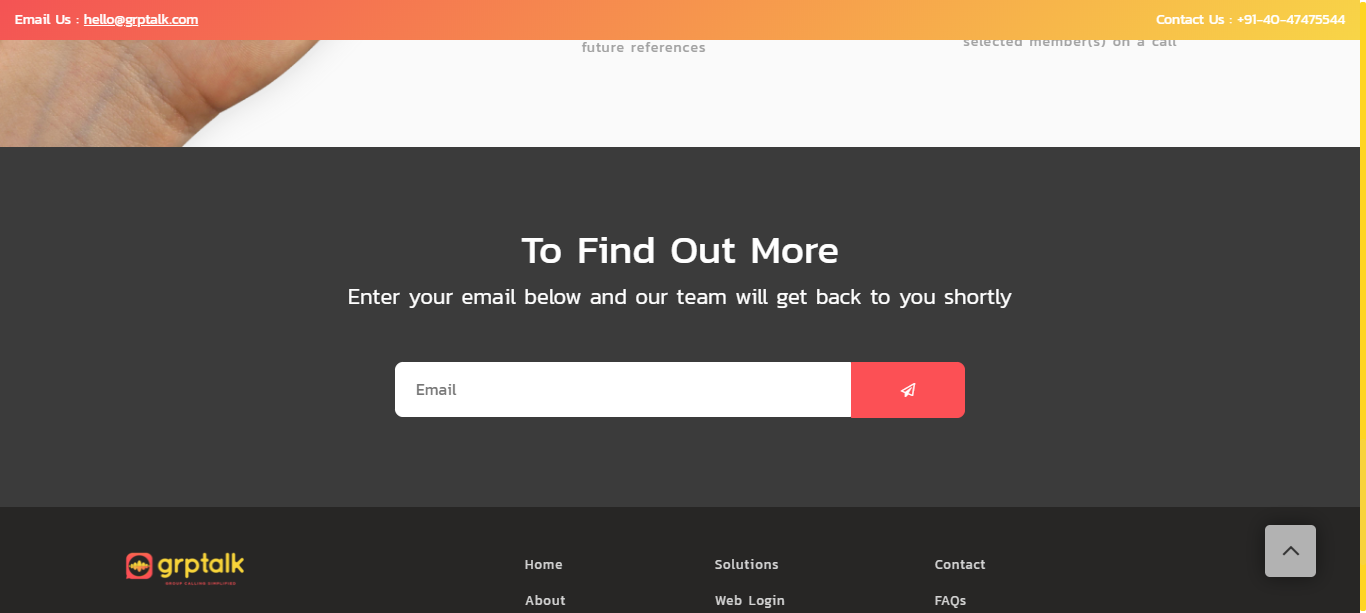 Email Us : hello@grptalk.com
Contact Us : +91-40-47475544
future references
selected member(s) on a call
To Find Out More
Enter your email below and our team will get back to you shortly
Email
grptalk
GROUP CALLING SIMPLIFIED
Home
Solutions
Contact
About
Web Login
FAQs